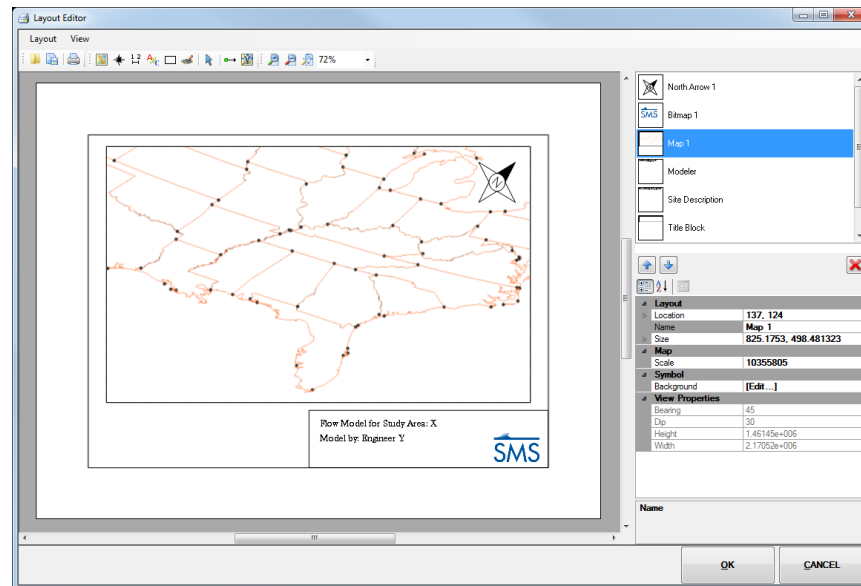 Layout Editor
Layout View
1 2
A/c
72%
N
Flow Model for Study Area: X
Model by: Engineer Y
SMS
North Arrow 1
SMS
Bitmap 1
Map 1
Modeler
Site Description
Title Block
Layout
Location 137, 124
Name Map 1
Size 825.1753, 498.481323
Map
Scale 10355805
Symbol
Background [Edit...]
View Properties
Bearing 45
Dip 30
Height 1.46145e+006
Width 2.17052e+006
Name
OK CANCEL